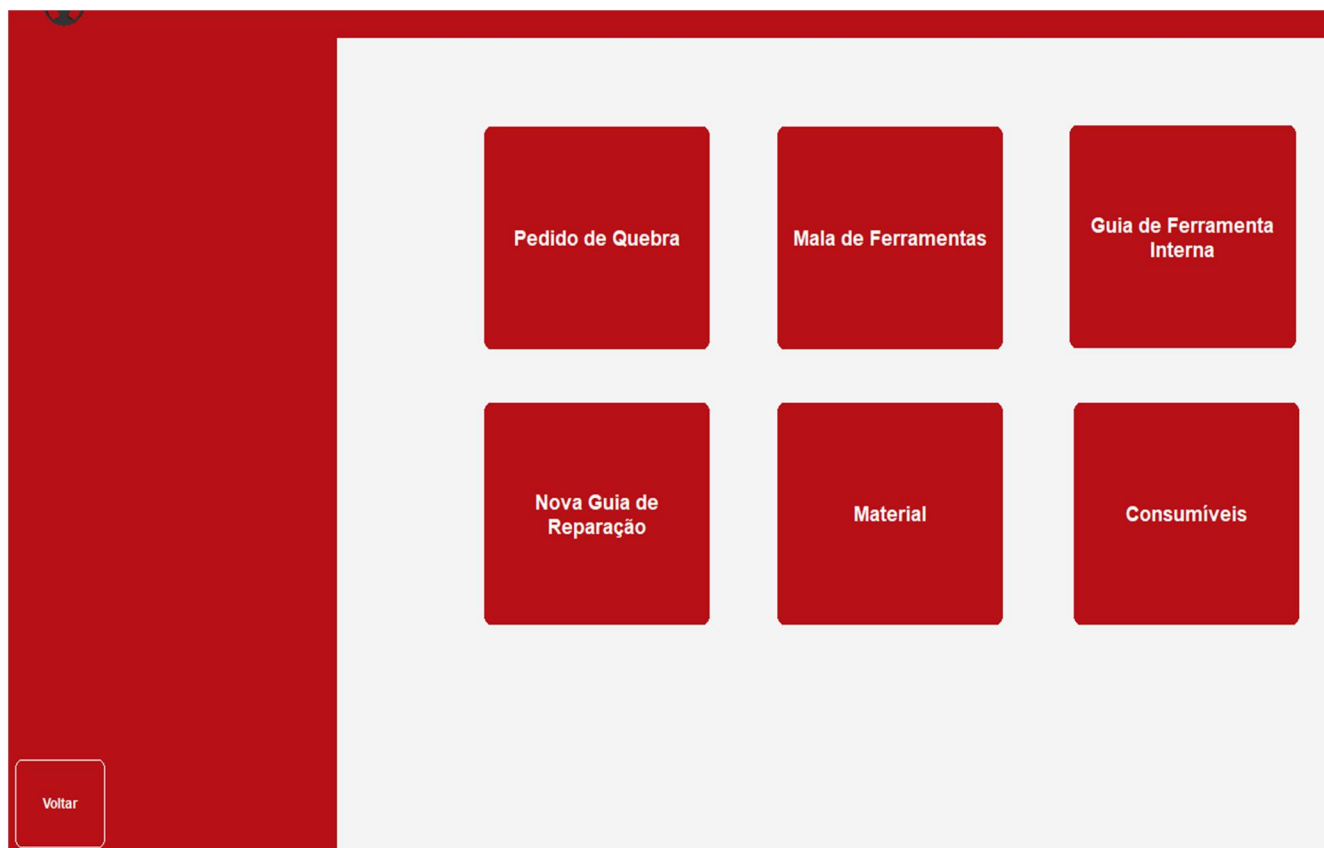 Pedido de Quebra
Mala de Ferramentas
Guia de Ferramenta
Interna
Nova Guia de
Reparação
Material
Consumíveis
Voltar